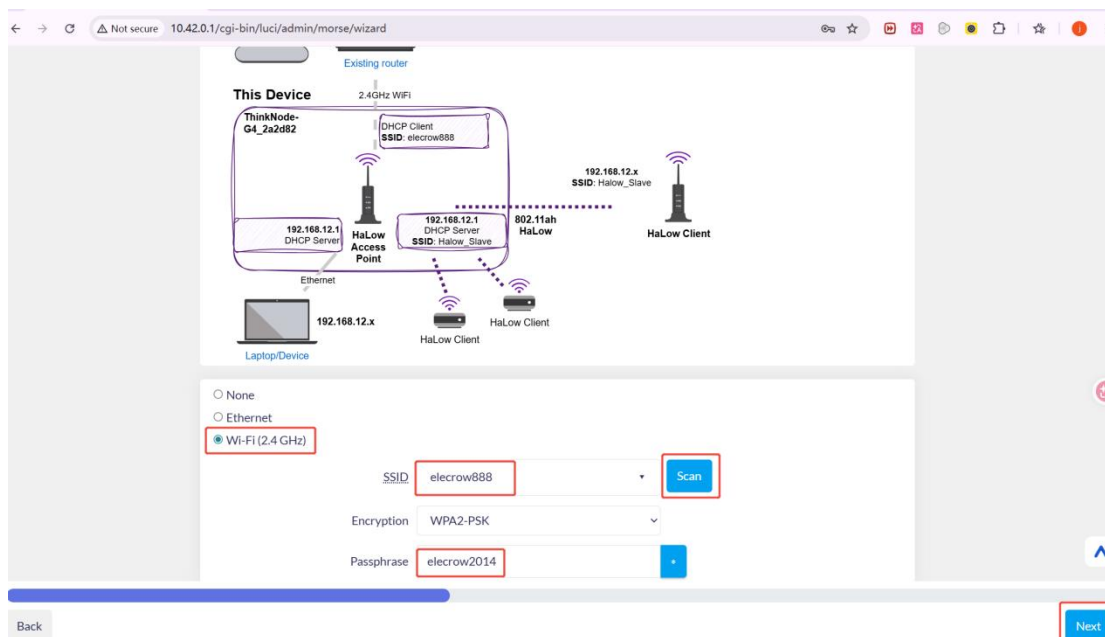 Not secure 10.42.0.1/cgi-bin/luci/admin/morse/wizard
Existing router
This Device
2.4GHz WiFi
ThinkNode-
G4_2a2d82
DHCP Client
SSID: elecrow888
192.168.12.x
SSID: Halow_Slave
192.168.12.1
DHCP Server
HaLow
Access
Point
192.168.12.1
DHCP Server
SSID: Halow_Slave
802.11ah
HaLow
HaLow Client
Ethernet
192.168.12.x
HaLow Client
HaLow Client
Laptop/Device
None
Ethernet
Wi-Fi (2.4 GHz)
SSID elecrow888 Scan
Encryption WPA2-PSK
Passphrase elecrow2014 *
Back Next